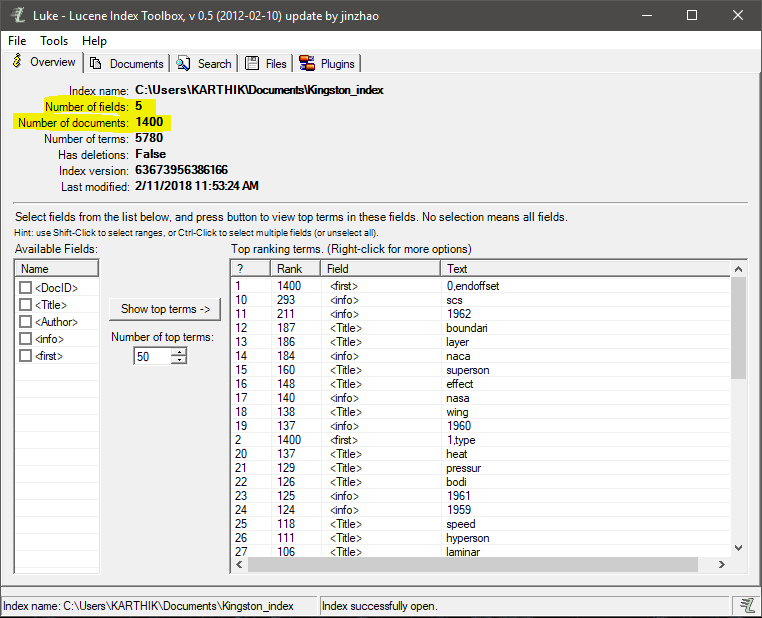 Luke - Lucene Index Toolbox, v 0.5 (2012-02-10) update by jinzhao
File Tools Help
Overview Documents Search Files Plugins
Index name: C:\Users\KARTHIK\Documents\Kingston_index
Number of fields: 5
Number of documents: 1400
Number of terms: 5780
Has deletions: False
Index version: 63673956386166
Last modified: 2/11/2018 11:53:24 AM
Select fields from the list below, and press button to view top terms in these fields. No selection means all fields.
Hint: use Shift-Click to select ranges, or Ctrl-Click to select multiple fields (or unselect all).
Available Fields:
Name
<DocID>
<Title>
<Author>
<info>
<first>
Show top terms ->
Number of top terms:
50
Top ranking terms. (Right-click for more options)
? Rank Field Text
1 1400 <first> 0,endoffset
10 293 <info> scs
11 211 <info> 1962
12 187 <Title> boundari
13 186 <Title> layer
14 184 <info> naca
15 160 <Title> superson
16 148 <Title> effect
17 140 <info> nasa
18 138 <Title> wing
19 137 <info> 1960
2 1400 <first> 1,type
20 137 <Title> heat
21 129 <Title> pressur
22 126 <Title> bodi
23 125 <info> 1961
24 124 <info> 1959
25 118 <Title> speed
26 111 <Title> hyperson
27 106 <Title> laminar
Index name: C:\Users\KARTHIK\Documents\Kingston_index
Index successfully open.